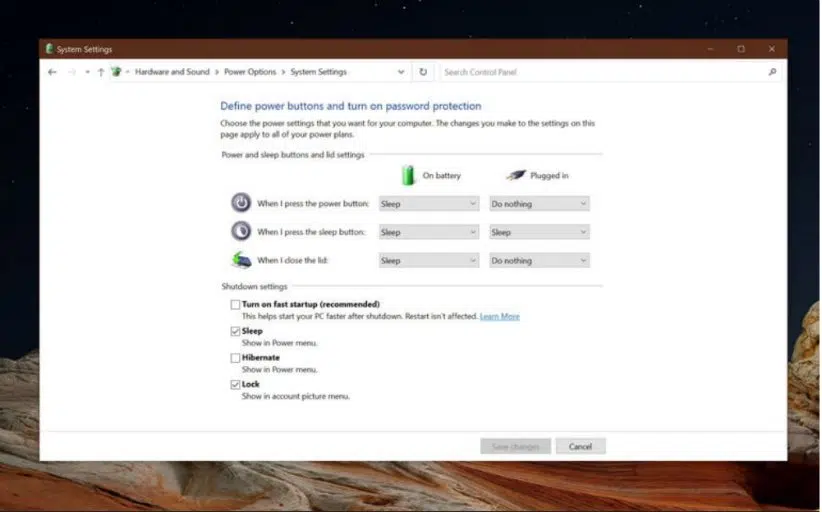 System Settings
Hardware and Sound > Power Options > System Settings
Search Control Panel
Define power buttons and turn on password protection
Choose the power settings that you want for your computer. The changes you make to the settings on this
page apply to all of your power plans.
Power and sleep buttons and lid settings
On battery Plugged in
When I press the power button: Sleep Do nothing
When I press the sleep button: Sleep Sleep
When I close the lid: Sleep Do nothing
Shutdown settings
Turn on fast startup (recommended)
This helps start your PC faster after shutdown. Restart isn't affected. Learn More
Sleep
Show in Power menu.
Hibernate
Show in Power menu.
Lock
Show in account picture menu.
Save changes Cancel